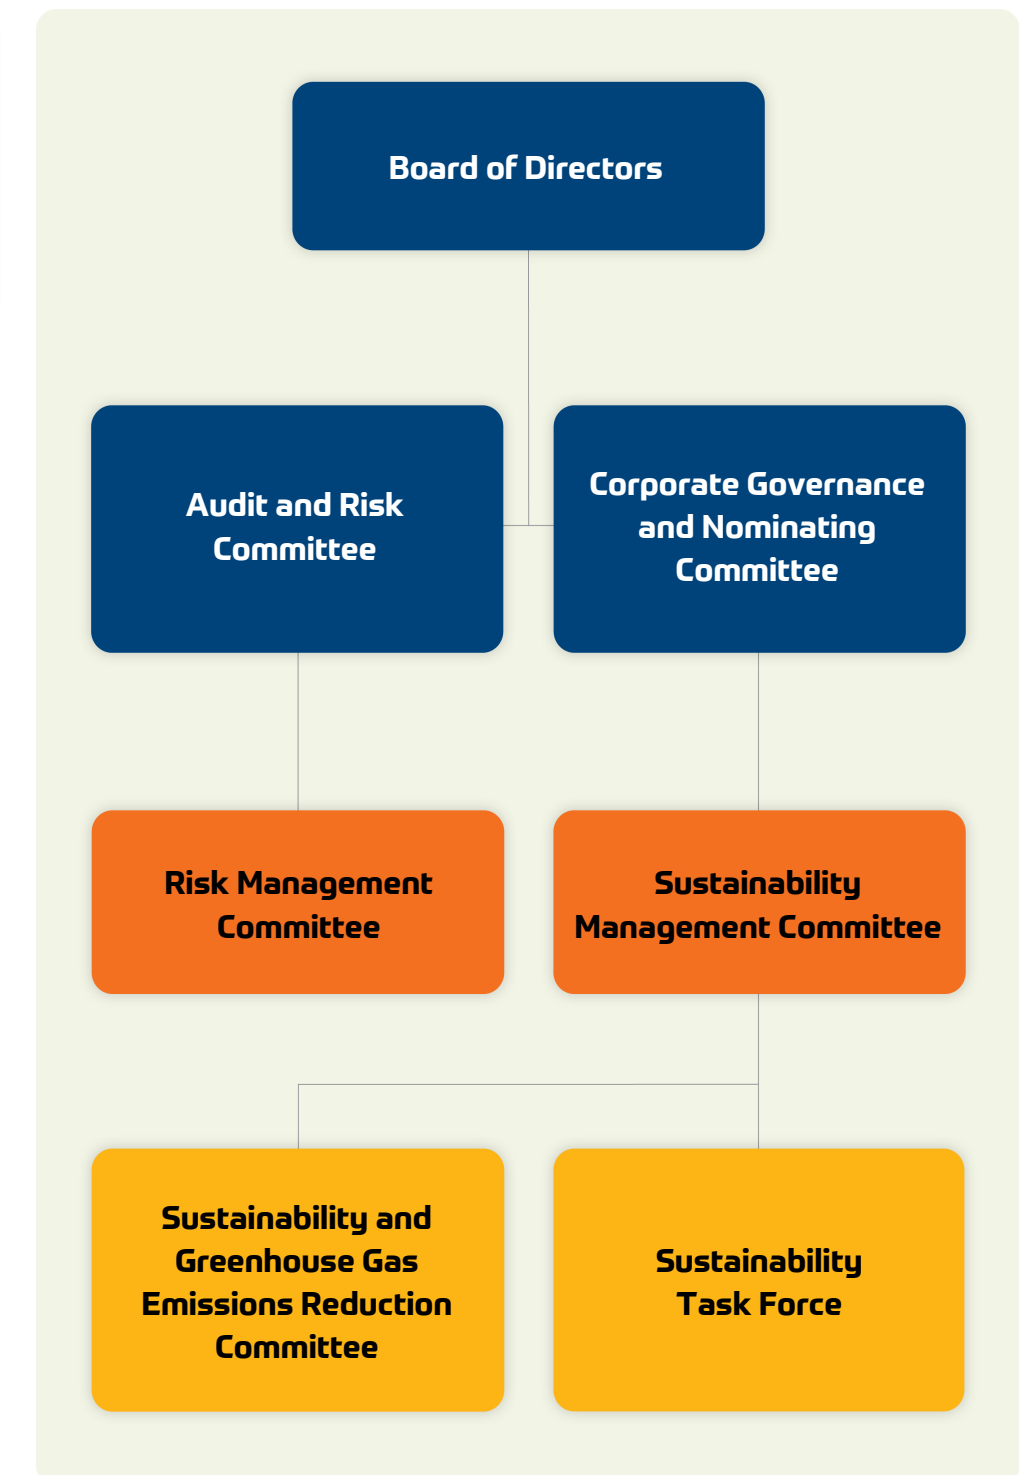 Board of Directors
Audit and Risk
Committee
Corporate Governance
and Nominating
Committee
Risk Management
Committee
Sustainability
Management Committee
Sustainability and
Greenhouse Gas
Emissions Reduction
Committee
Sustainability
Task Force